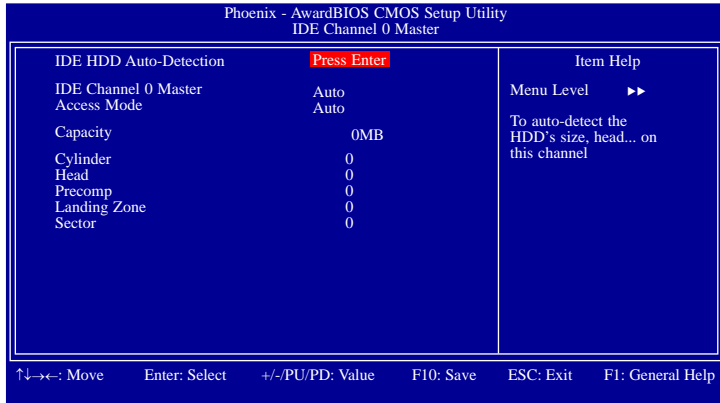 Phoenix - AwardBIOS CMOS Setup Utility
IDE Channel 0 Master
IDE HDD Auto-Detection Press Enter
IDE Channel 0 Master Auto
Access Mode Auto
Capacity 0MB
Cylinder 0
Head 0
Precomp 0
Landing Zone 0
Sector 0
Item Help
Menu Level ▶▶
To auto-detect the
HDD's size, head... on
this channel
↑↓→←: Move Enter: Select +/-/PU/PD: Value F10: Save ESC: Exit F1: General Help